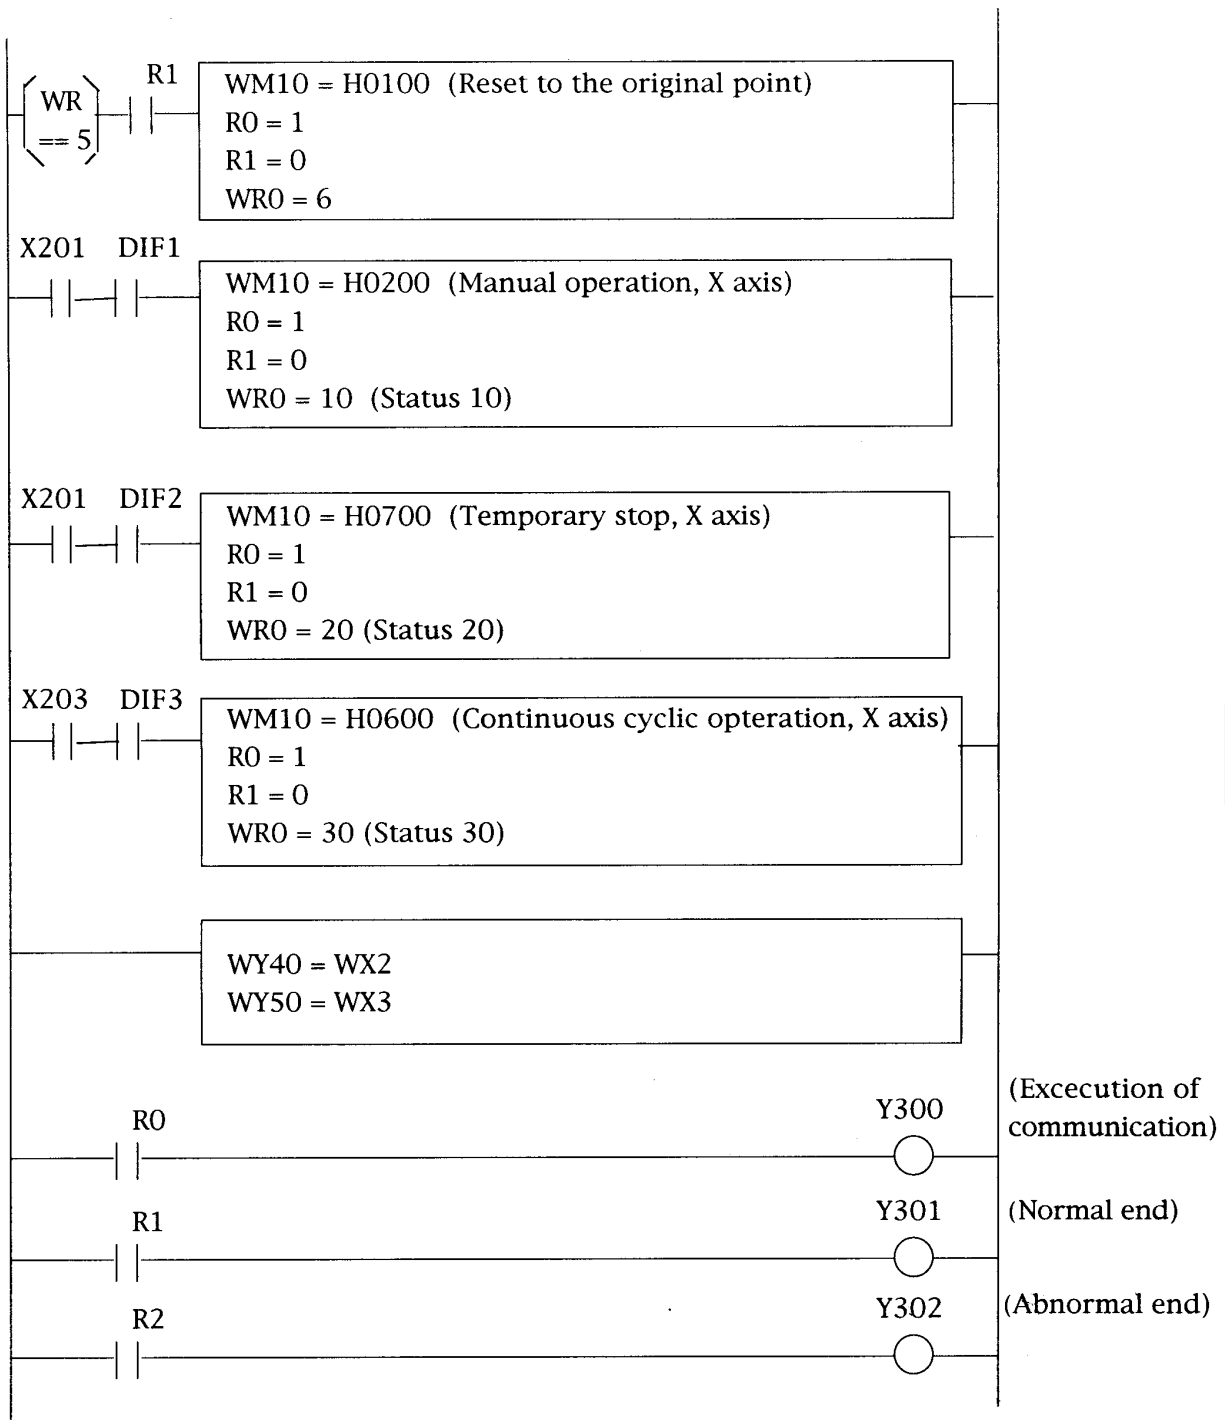 R1
WR
== 5
WM10 = H0100 (Reset to the original point)
R0 = 1
R1 = 0
WR0 = 6
X201 DIF1
WM10 = H0200 (Manual operation, X axis)
R0 = 1
R1 = 0
WR0 = 10 (Status 10)
X201 DIF2
WM10 = H0700 (Temporary stop, X axis)
R0 = 1
R1 = 0
WR0 = 20 (Status 20)
X203 DIF3
WM10 = H0600 (Continuous cyclic opteration, X axis)
R0 = 1
R1 = 0
WR0 = 30 (Status 30)
WY40 = WX2
WY50 = WX3
R0
Y300
(Excecution of
communication)
R1
Y301
(Normal end)
R2
Y302
(Abnormal end)